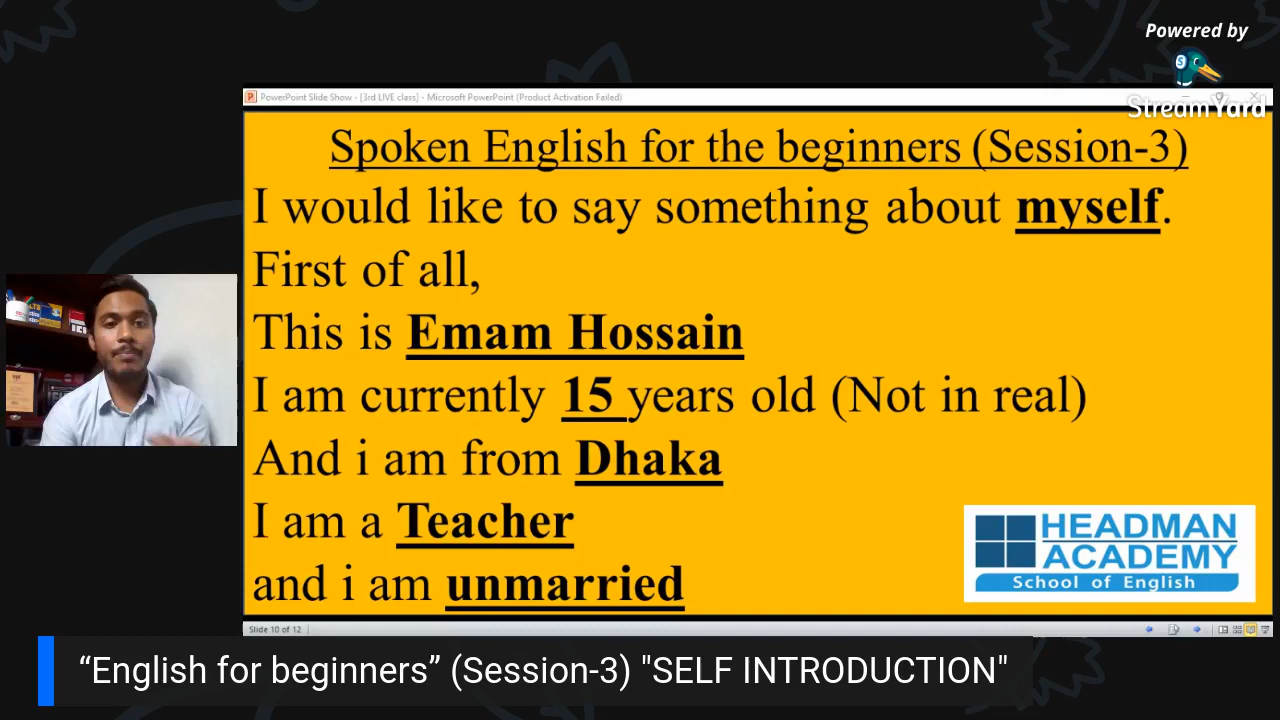 Powered by
StreamYard
PowerPoint Slide Show - [3rd LIVE class] - Microsoft PowerPoint (Product Activation Failed)
Spoken English for the beginners (Session-3)
I would like to say something about myself.
First of all,
This is Emam Hossain
I am currently 15 years old (Not in real)
And i am from Dhaka
I am a Teacher
and i am unmarried
HEADMAN
ACADEMY
School of English
Slide 10 of 12
“English for beginners” (Session-3) "SELF INTRODUCTION"